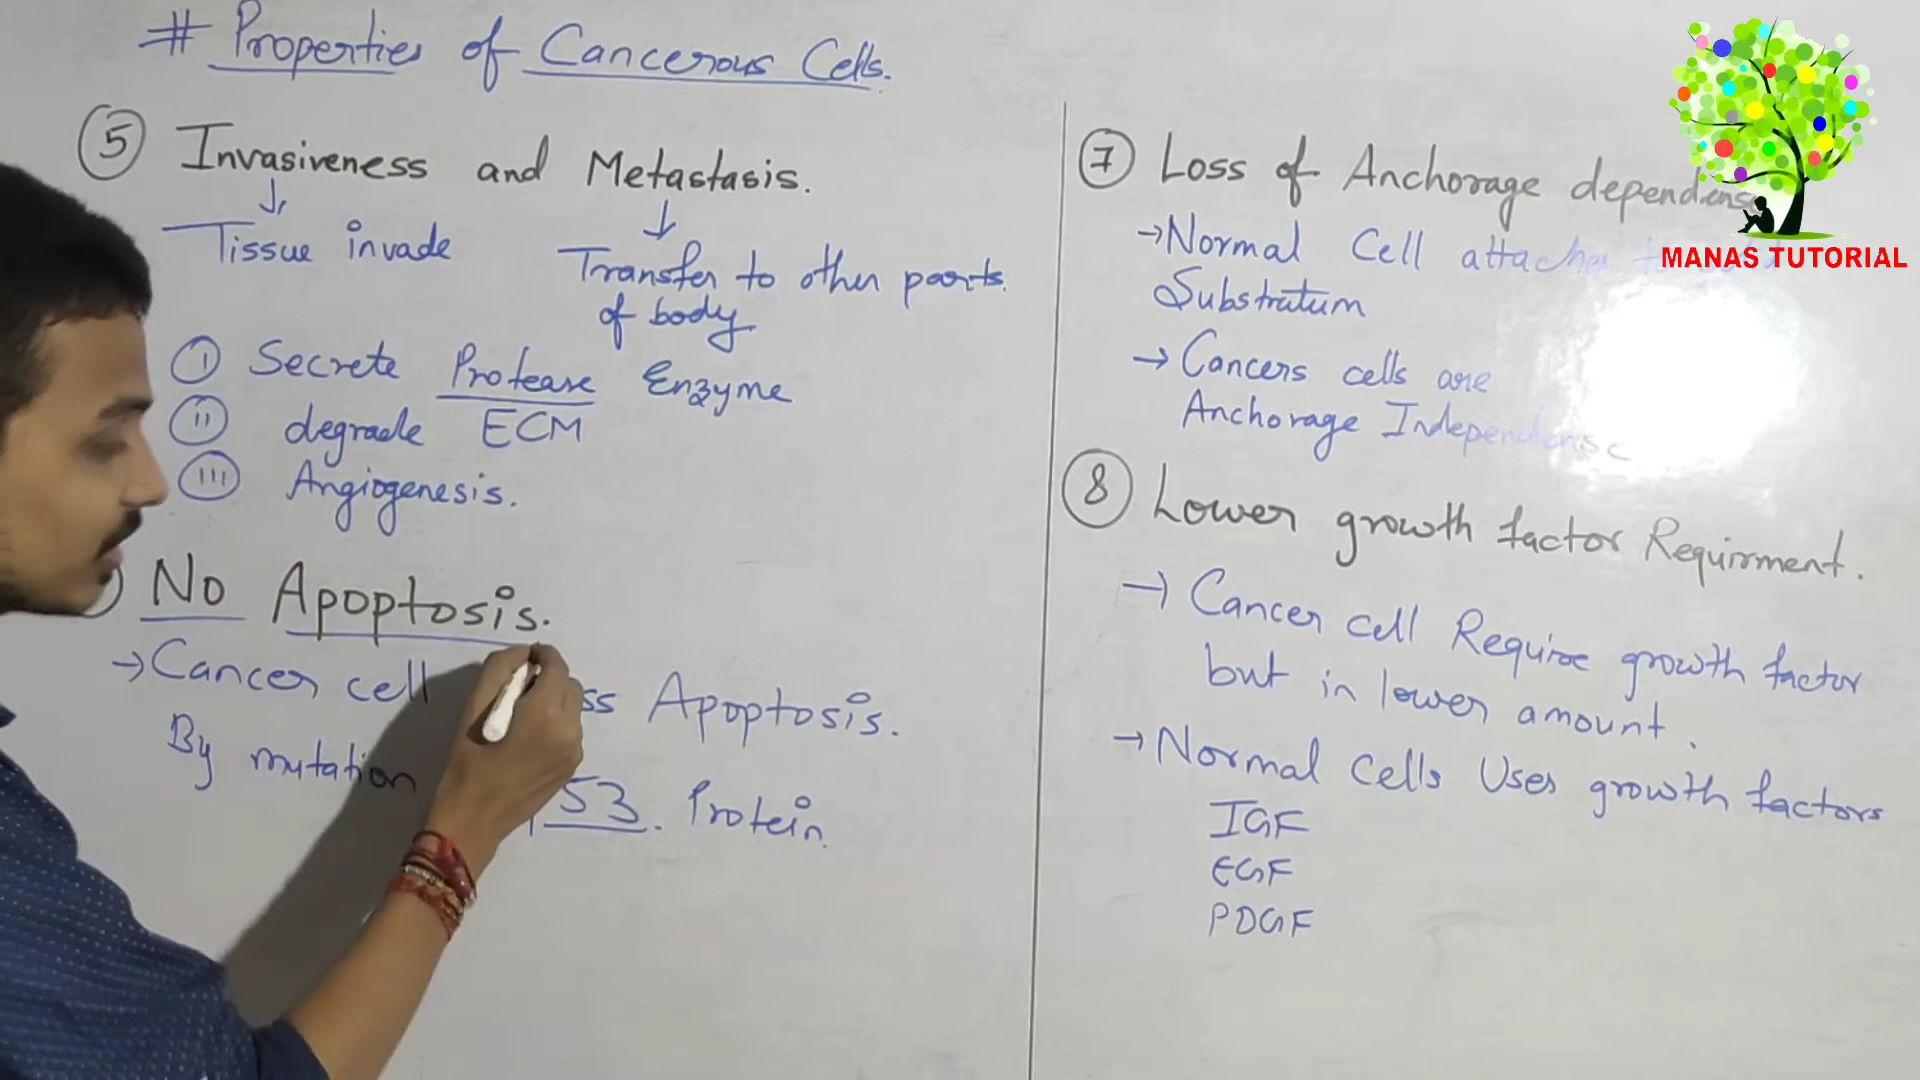 # Properties of Cancerous Cells.
5 Invasiveness and Metastasis.
↓ Tissue invade
↓ Transfer to other parts.
of body
i Secrete Protease Enzyme
ii degrade ECM
iii Angiogenesis.
No Apoptosis.
→ Cancer cell Apoptosis.
By mutation 53. Protein.
7 Loss of Anchorage
→ Normal Cell
Substratum
→ Cancers cells are
Anchorage
8 Lower growth factor Requirment.
→ Cancer cell Require growth factor
but in lower amount.
→ Normal Cells Uses growth factors
IGF
EGF
PDGF
MANAS TUTORIAL